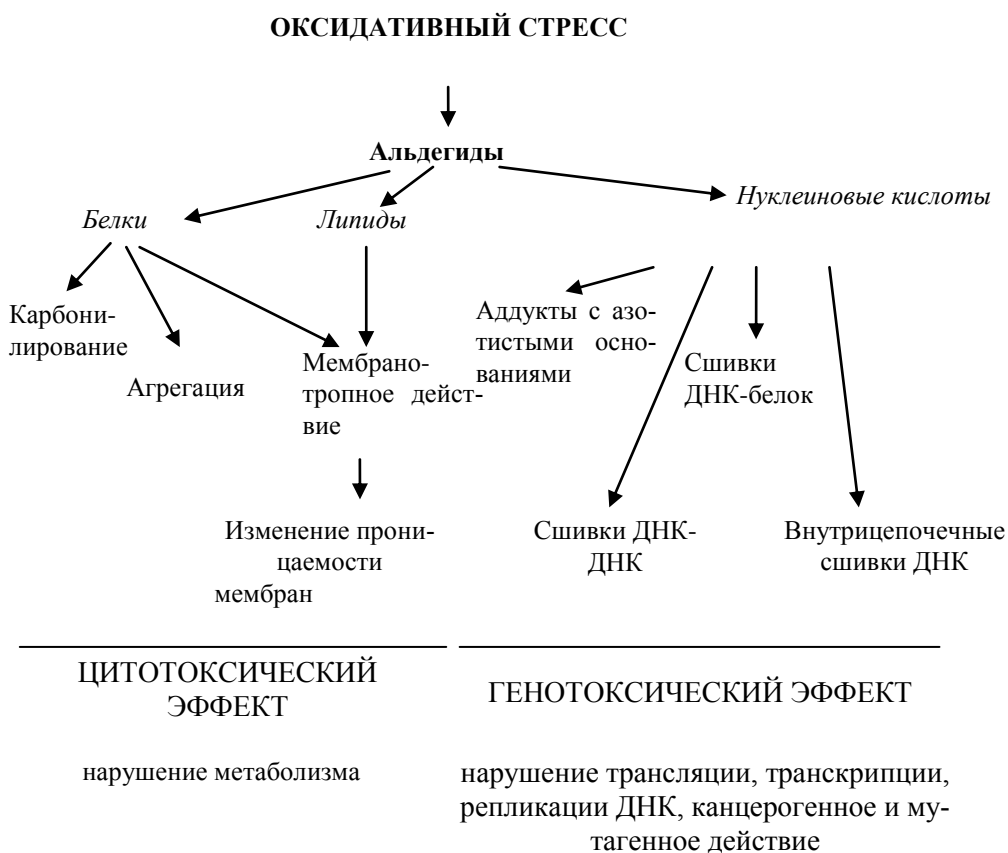 ОКСИДАТИВНЫЙ СТРЕСС
Альдегиды
Белки
Липиды
Нуклеиновые кислоты
Карбони-
лирование
Агрегация
Мембрано-
тропное дейст-
вие
Аддукты с азо-
тистыми осно-
ваниями
Сшивки
ДНК-белок
Изменение прони-
цаемости
мембран
Сшивки ДНК-
ДНК
Внутрицепочечные
сшивки ДНК
ЦИТОТОКСИЧЕСКИЙ
ЭФФЕКТ
ГЕНОТОКСИЧЕСКИЙ ЭФФЕКТ
нарушение метаболизма
нарушение трансляции, транскрипции,
репликации ДНК, канцерогенное и му-
тагенное действие